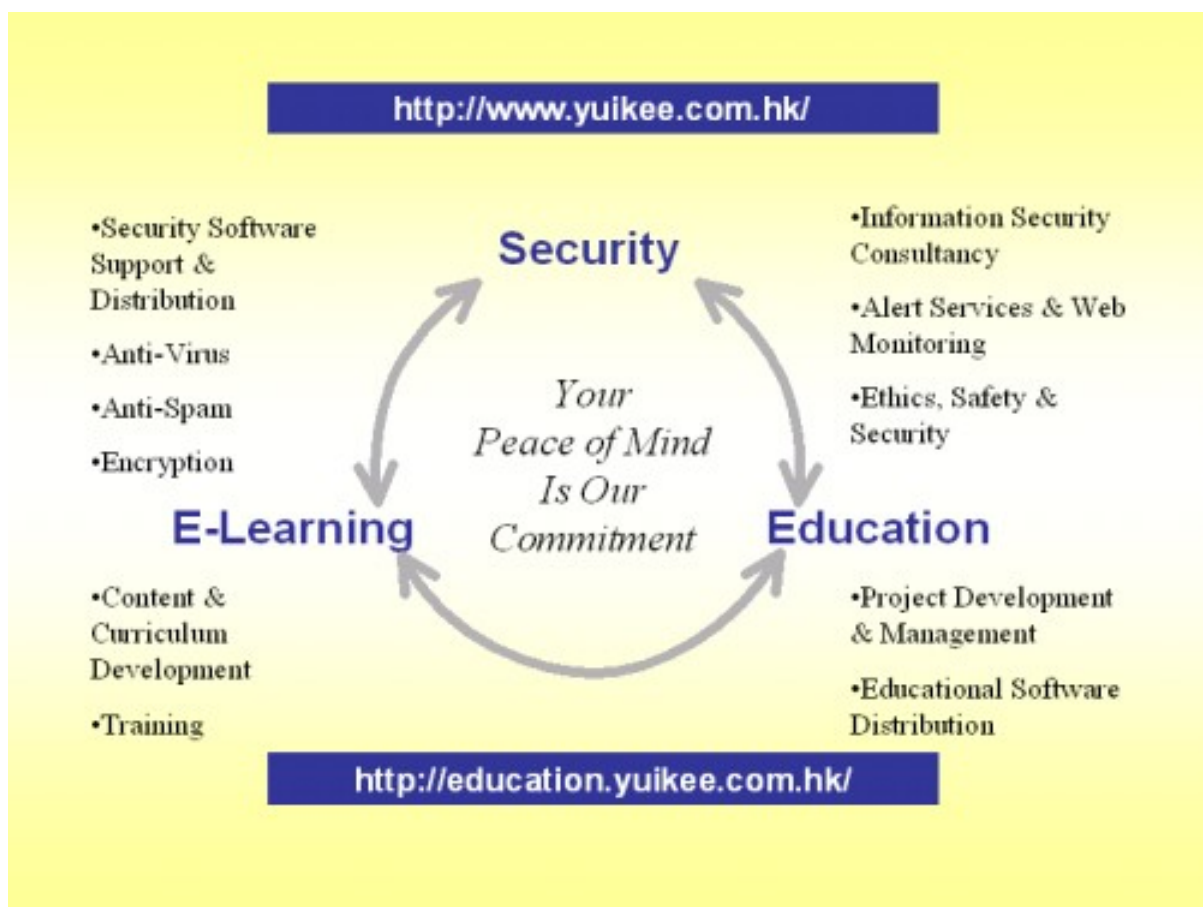 http://www.yuikee.com.hk/
•Security Software
Support &
Distribution
•Anti-Virus
•Anti-Spam
•Encryption
Security
•Information Security
Consultancy
•Alert Services & Web
Monitoring
•Ethics, Safety &
Security
Your
Peace of Mind
Is Our
Commitment
E-Learning
Education
•Content &
Curriculum
Development
•Training
•Project Development
& Management
•Educational Software
Distribution
http://education.yuikee.com.hk/